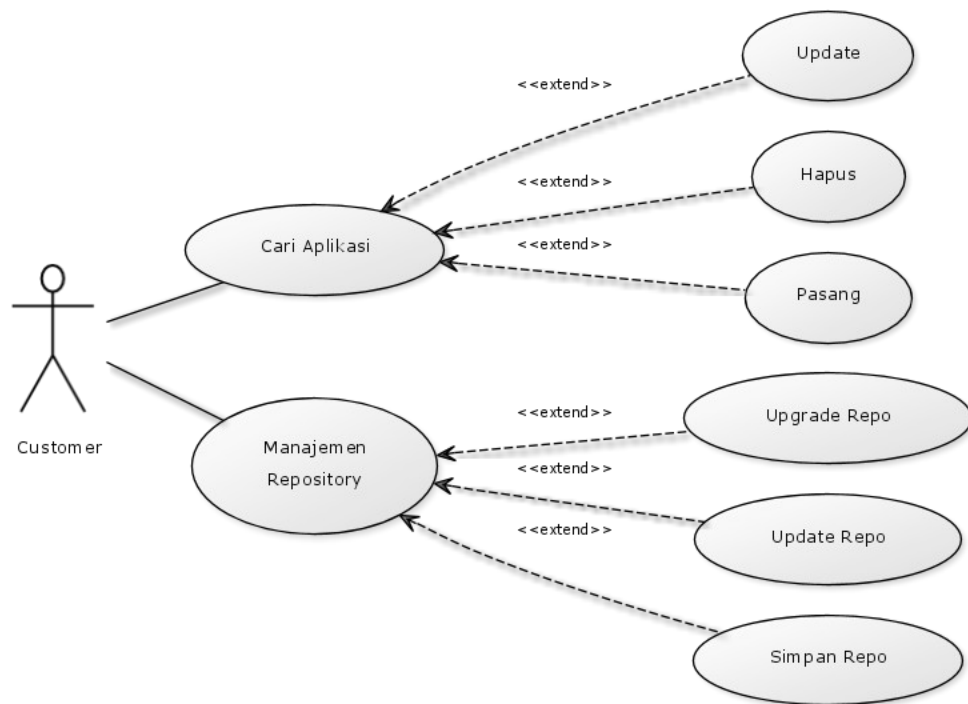 Update
<<extend>>
Hapus
<<extend>>
Cari Aplikasi
<<extend>>
Pasang
Customer
Upgrade Repo
<<extend>>
Manajemen
Repository
<<extend>>
Update Repo
<<extend>>
Simpan Repo